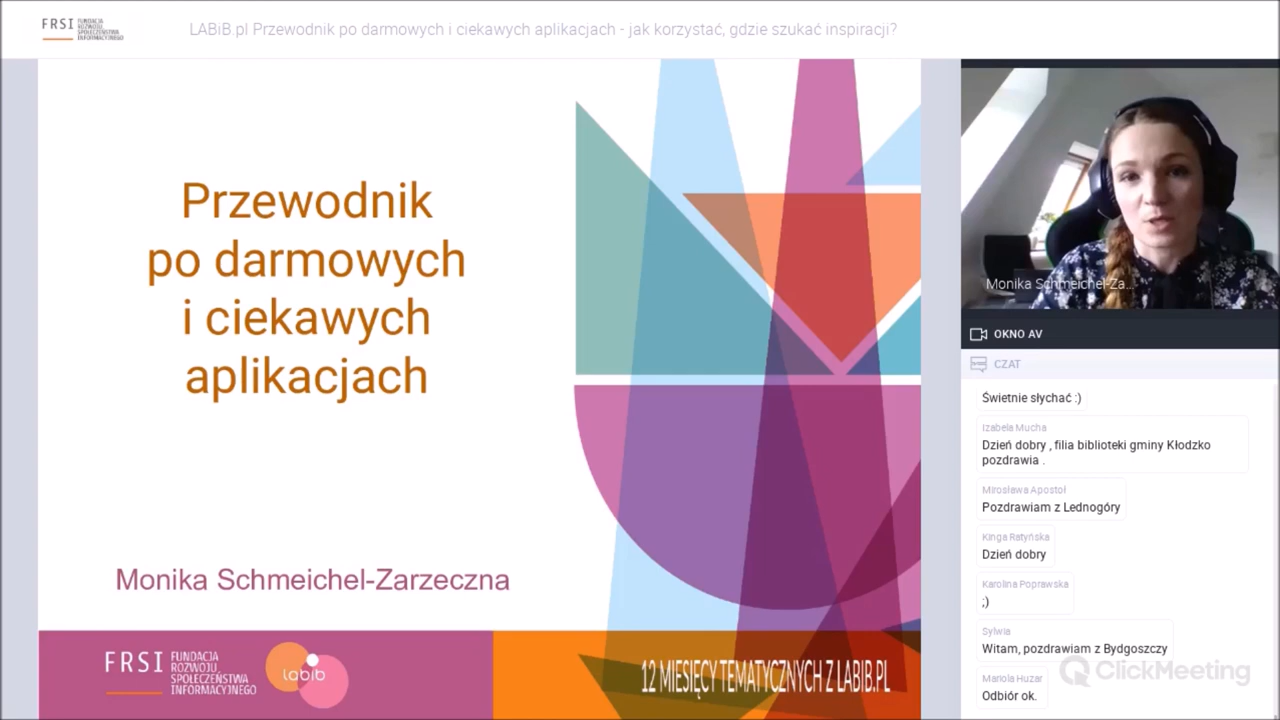 FRSI FUNDACJA
ROZWOJU
SPOŁECZEŃSTWA
INFORMACYJNEGO
LABiB.pl Przewodnik po darmowych i ciekawych aplikacjach - jak korzystać, gdzie szukać inspiracji?
Przewodnik
po darmowych
i ciekawych
aplikacjach
Monika Schmeichel-Zarzeczna
FRSI FUNDACJA
ROZWOJU
SPOŁECZEŃSTWA
INFORMACYJNEGO
labib
12 MIESIĘCY TEMATYCZNYCH Z LABIB.PL
Monika Schmeichel-Za...
OKNO AV
CZAT
Świetnie słychać :)
Izabela Mucha
Dzień dobry , filia biblioteki gminy Kłodzko
pozdrawia .
Mirosława Apostoł
Pozdrawiam z Lednogóry
Kinga Ratyńska
Dzień dobry
Karolina Poprawska
;)
Sylwia
Witam, pozdrawiam z Bydgoszczy
Mariola Huzar
Odbiór ok.
ClickMeeting